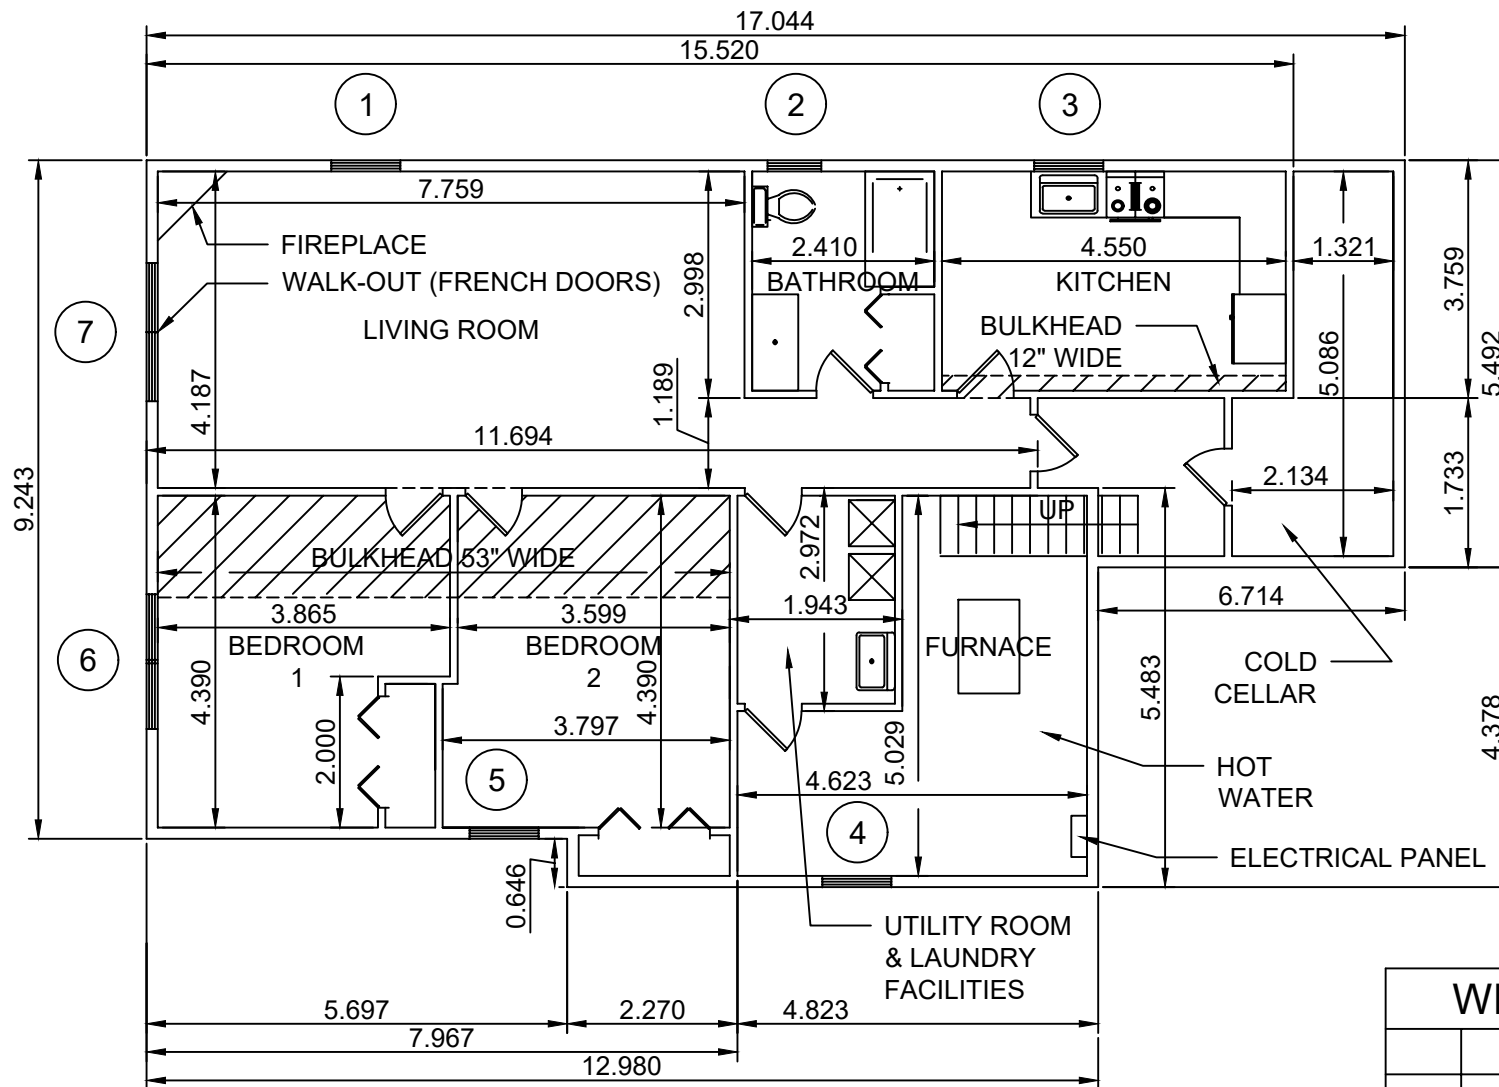 17.044
15.520
1
2
3
7.759
FIREPLACE
WALK-OUT (FRENCH DOORS)
LIVING ROOM
7
2.998
4.187
1.189
11.694
9.243
2.410
BATHROOM
4.550
KITCHEN
BULKHEAD
12" WIDE
1.321
3.759
5.086
5.492
1.733
2.134
UP
BULKHEAD 53" WIDE
3.865
BEDROOM
1
3.599
BEDROOM
2
6
4.390
4.390
2.000
3.797
5
2.972
1.943
FURNACE
5.029
4.623
4
5.483
6.714
COLD
CELLAR
4.378
HOT
WATER
ELECTRICAL PANEL
0.646
UTILITY ROOM
& LAUNDRY
FACILITIES
5.697
2.270
4.823
7.967
12.980